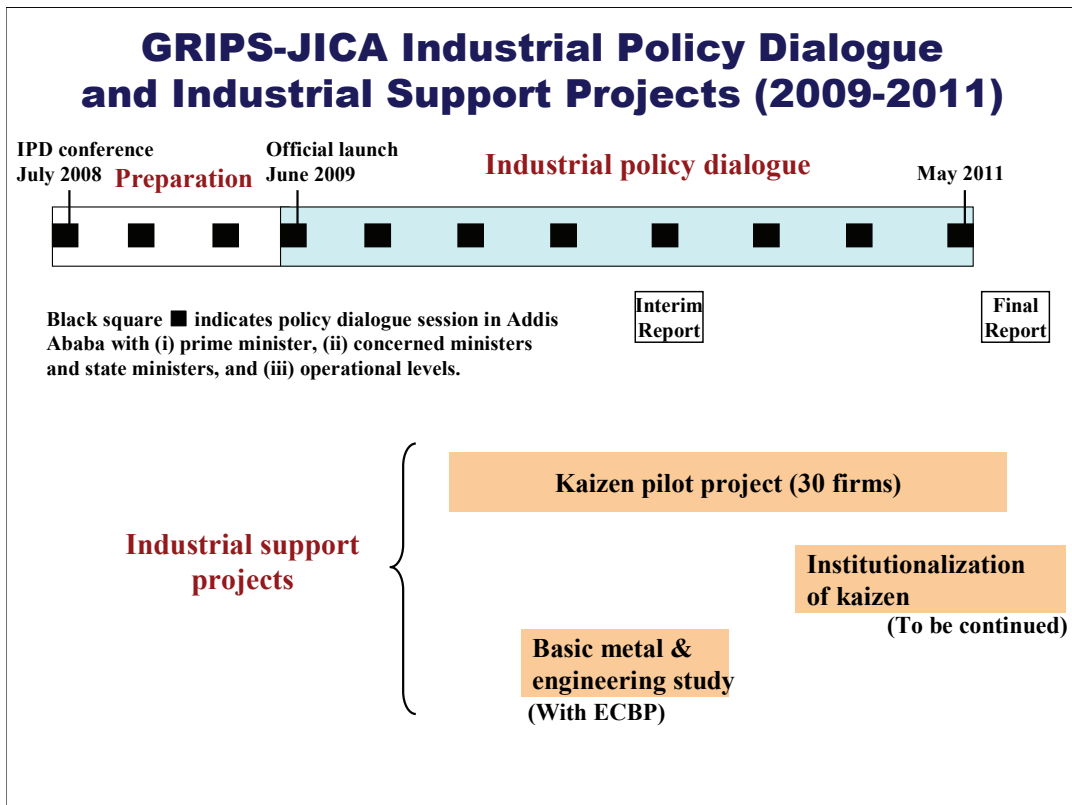 GRIPS-JICA Industrial Policy Dialogue
and Industrial Support Projects (2009-2011)
IPD conference
July 2008
Preparation
Official launch
June 2009
Industrial policy dialogue
May 2011
Interim
Report
Final
Report
Black square ■ indicates policy dialogue session in Addis
Ababa with (i) prime minister, (ii) concerned ministers
and state ministers, and (iii) operational levels.
Kaizen pilot project (30 firms)
Industrial support
projects
Institutionalization
of kaizen
(To be continued)
Basic metal &
engineering study
(With ECBP)